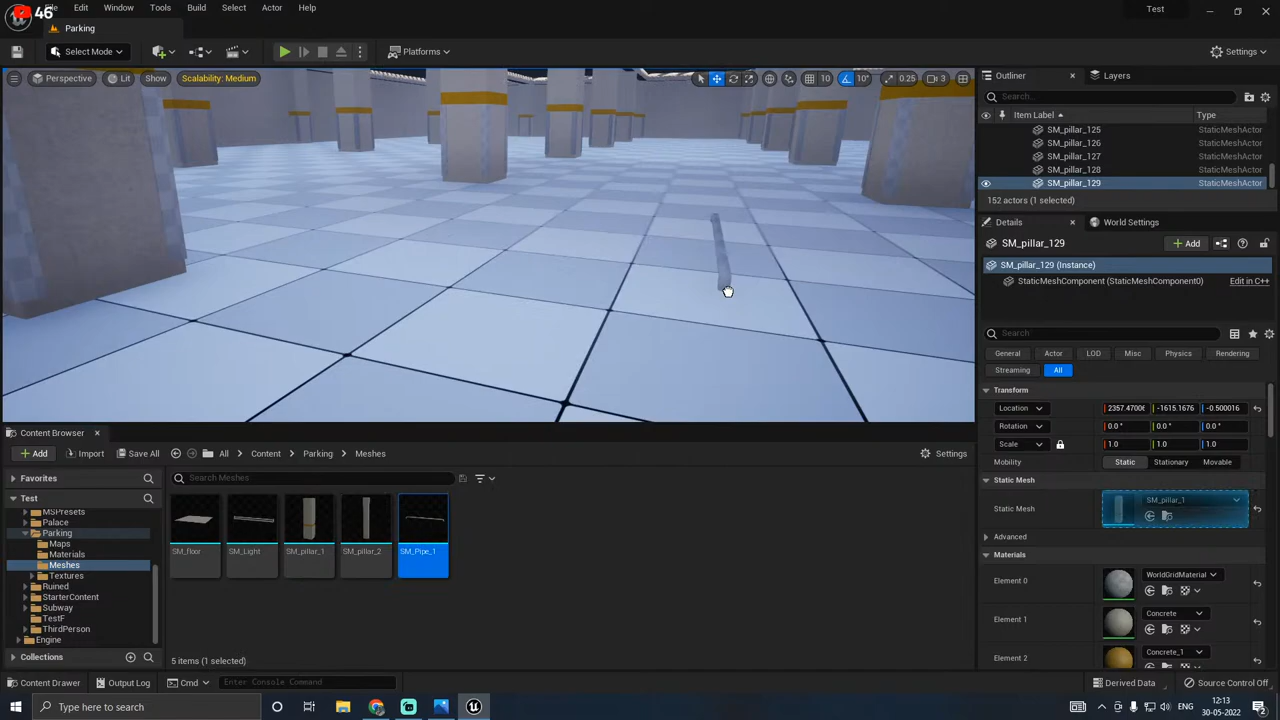 46
File Edit Window Tools Build Select Actor Help
Test
Parking
Select Mode
Platforms
Settings
Perspective Lit Show Scalability: Medium
10 10° 0.25 3
Outliner Layers
Search...
Item Label Type
SM_pillar_125 StaticMeshActor
SM_pillar_126 StaticMeshActor
SM_pillar_127 StaticMeshActor
SM_pillar_128 StaticMeshActor
SM_pillar_129 StaticMeshActor
152 actors (1 selected)
Details World Settings
SM_pillar_129
Add
SM_pillar_129 (Instance)
StaticMeshComponent (StaticMeshComponent0) Edit in C++
Search
General Actor LOD Misc Physics Rendering
Streaming All
Transform
Location 2357.4700 -1615.1676 -0.500016
Rotation 0.0 ° 0.0 ° 0.0 °
Scale 1.0 1.0 1.0
Mobility Static Stationary Movable
Static Mesh
Static Mesh SM_pillar_1
Advanced
Materials
Element 0 WorldGridMaterial
Element 1 Concrete
Element 2 Concrete_1
Content Browser
Add Import Save All All Content Parking Meshes Settings
Favorites
Search Meshes
Test
MSPresets
Palace
Parking
Maps
Materials
Meshes
Textures
Ruined
StarterContent
Subway
TestF
ThirdPerson
Engine
Collections
SM_floor SM_Light SM_pillar_1 SM_pillar_2 SM_Pipe_1
5 items (1 selected)
Content Drawer Output Log Cmd Enter Console Command
Derived Data Source Control Off
Type here to search
ENG
12:13
30-05-2022
2